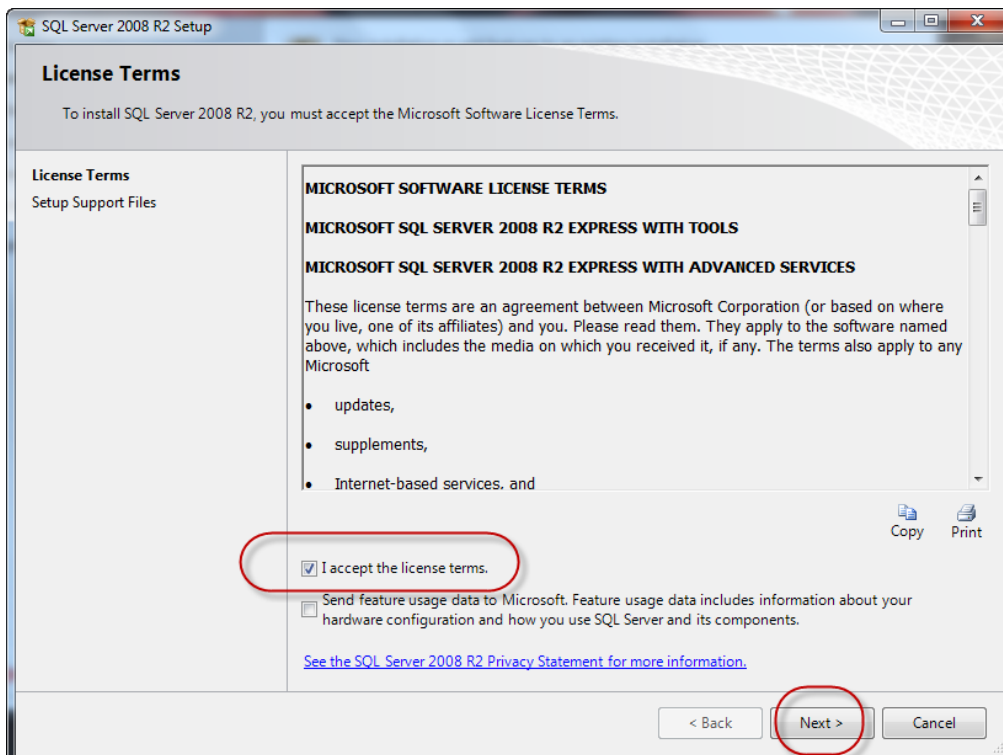 SQL Server 2008 R2 Setup
License Terms
To install SQL Server 2008 R2, you must accept the Microsoft Software License Terms.
License Terms
Setup Support Files
MICROSOFT SOFTWARE LICENSE TERMS
MICROSOFT SQL SERVER 2008 R2 EXPRESS WITH TOOLS
MICROSOFT SQL SERVER 2008 R2 EXPRESS WITH ADVANCED SERVICES
These license terms are an agreement between Microsoft Corporation (or based on where
you live, one of its affiliates) and you. Please read them. They apply to the software named
above, which includes the media on which you received it, if any. The terms also apply to any
Microsoft
• updates,
• supplements,
• Internet-based services, and
Copy Print
I accept the license terms.
Send feature usage data to Microsoft. Feature usage data includes information about your
hardware configuration and how you use SQL Server and its components.
See the SQL Server 2008 R2 Privacy Statement for more information.
< Back Next > Cancel